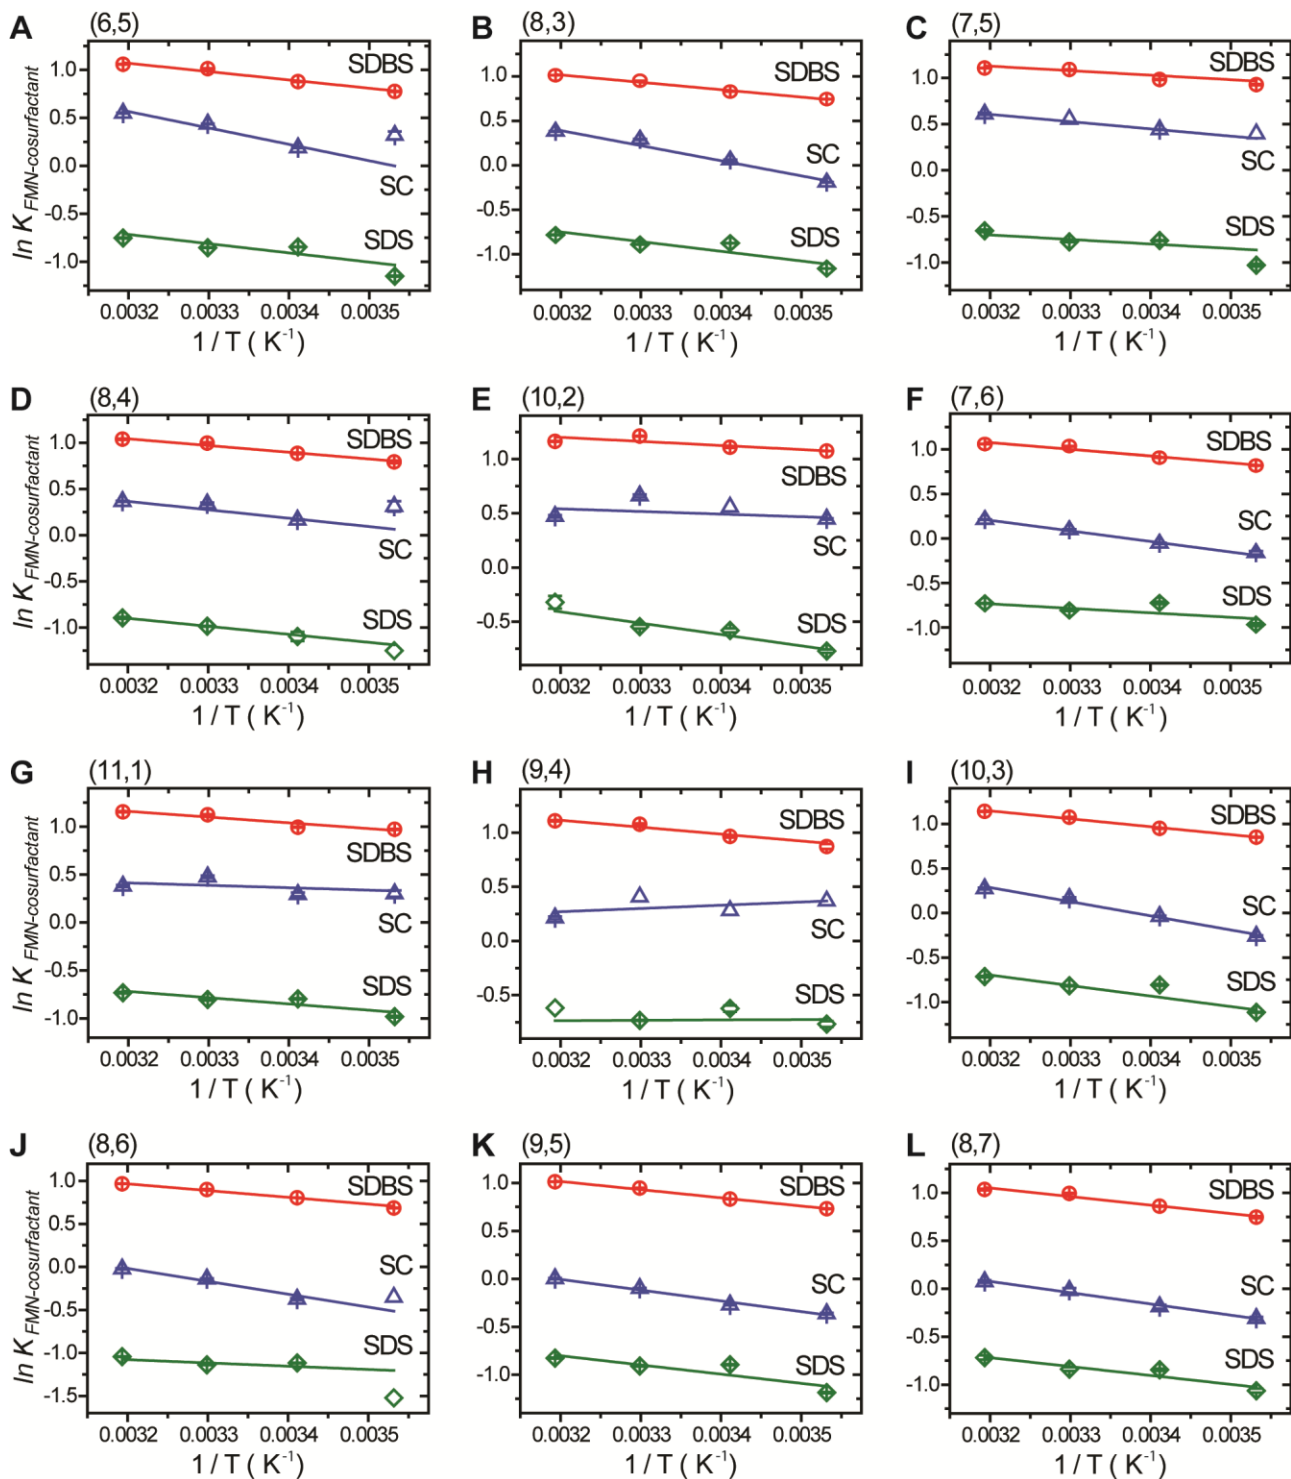 A (6,5)
ln K FMN-cosurfactant
1.0
0.5
0.0
-0.5
-1.0
SDBS
SC
SDS
0.0032 0.0033 0.0034 0.0035
1 / T ( K-1)
B (8,3)
1.0
0.5
0.0
-0.5
-1.0
SDBS
SC
SDS
0.0032 0.0033 0.0034 0.0035
1 / T ( K-1)
C (7,5)
1.0
0.5
0.0
-0.5
-1.0
SDBS
SC
SDS
0.0032 0.0033 0.0034 0.0035
1 / T ( K-1)
D (8,4)
ln K FMN-cosurfactant
1.0
0.5
0.0
-0.5
-1.0
SDBS
SC
SDS
0.0032 0.0033 0.0034 0.0035
1 / T ( K-1)
E (10,2)
1.0
0.5
0.0
-0.5
SDBS
SC
SDS
0.0032 0.0033 0.0034 0.0035
1 / T ( K-1)
F (7,6)
1.0
0.5
0.0
-0.5
-1.0
SDBS
SC
SDS
0.0032 0.0033 0.0034 0.0035
1 / T ( K-1)
G (11,1)
ln K FMN-cosurfactant
1.0
0.5
0.0
-0.5
-1.0
SDBS
SC
SDS
0.0032 0.0033 0.0034 0.0035
1 / T ( K-1)
H (9,4)
1.0
0.5
0.0
-0.5
SDBS
SC
SDS
0.0032 0.0033 0.0034 0.0035
1 / T ( K-1)
I (10,3)
1.0
0.5
0.0
-0.5
-1.0
SDBS
SC
SDS
0.0032 0.0033 0.0034 0.0035
1 / T ( K-1)
J (8,6)
ln K FMN-cosurfactant
1.0
0.5
0.0
-0.5
-1.0
-1.5
SDBS
SC
SDS
0.0032 0.0033 0.0034 0.0035
1 / T ( K-1)
K (9,5)
1.0
0.5
0.0
-0.5
-1.0
SDBS
SC
SDS
0.0032 0.0033 0.0034 0.0035
1 / T ( K-1)
L (8,7)
1.0
0.5
0.0
-0.5
-1.0
SDBS
SC
SDS
0.0032 0.0033 0.0034 0.0035
1 / T ( K-1)